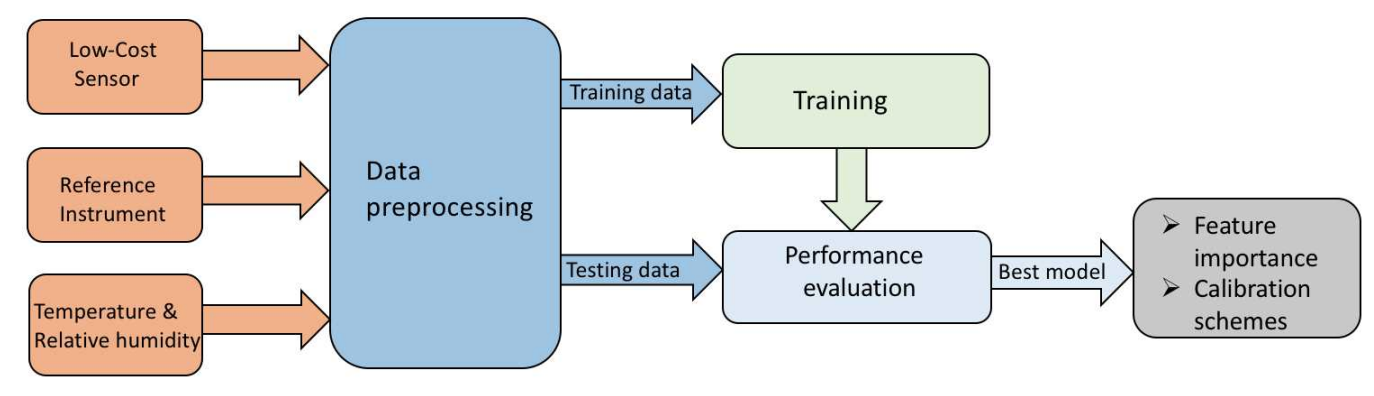 Low-Cost
Sensor
Reference
Instrument
Temperature &
Relative humidity
Data
preprocessing
Training data
Testing data
Training
Performance
evaluation
Best model
➢ Feature
importance
➢ Calibration
schemes